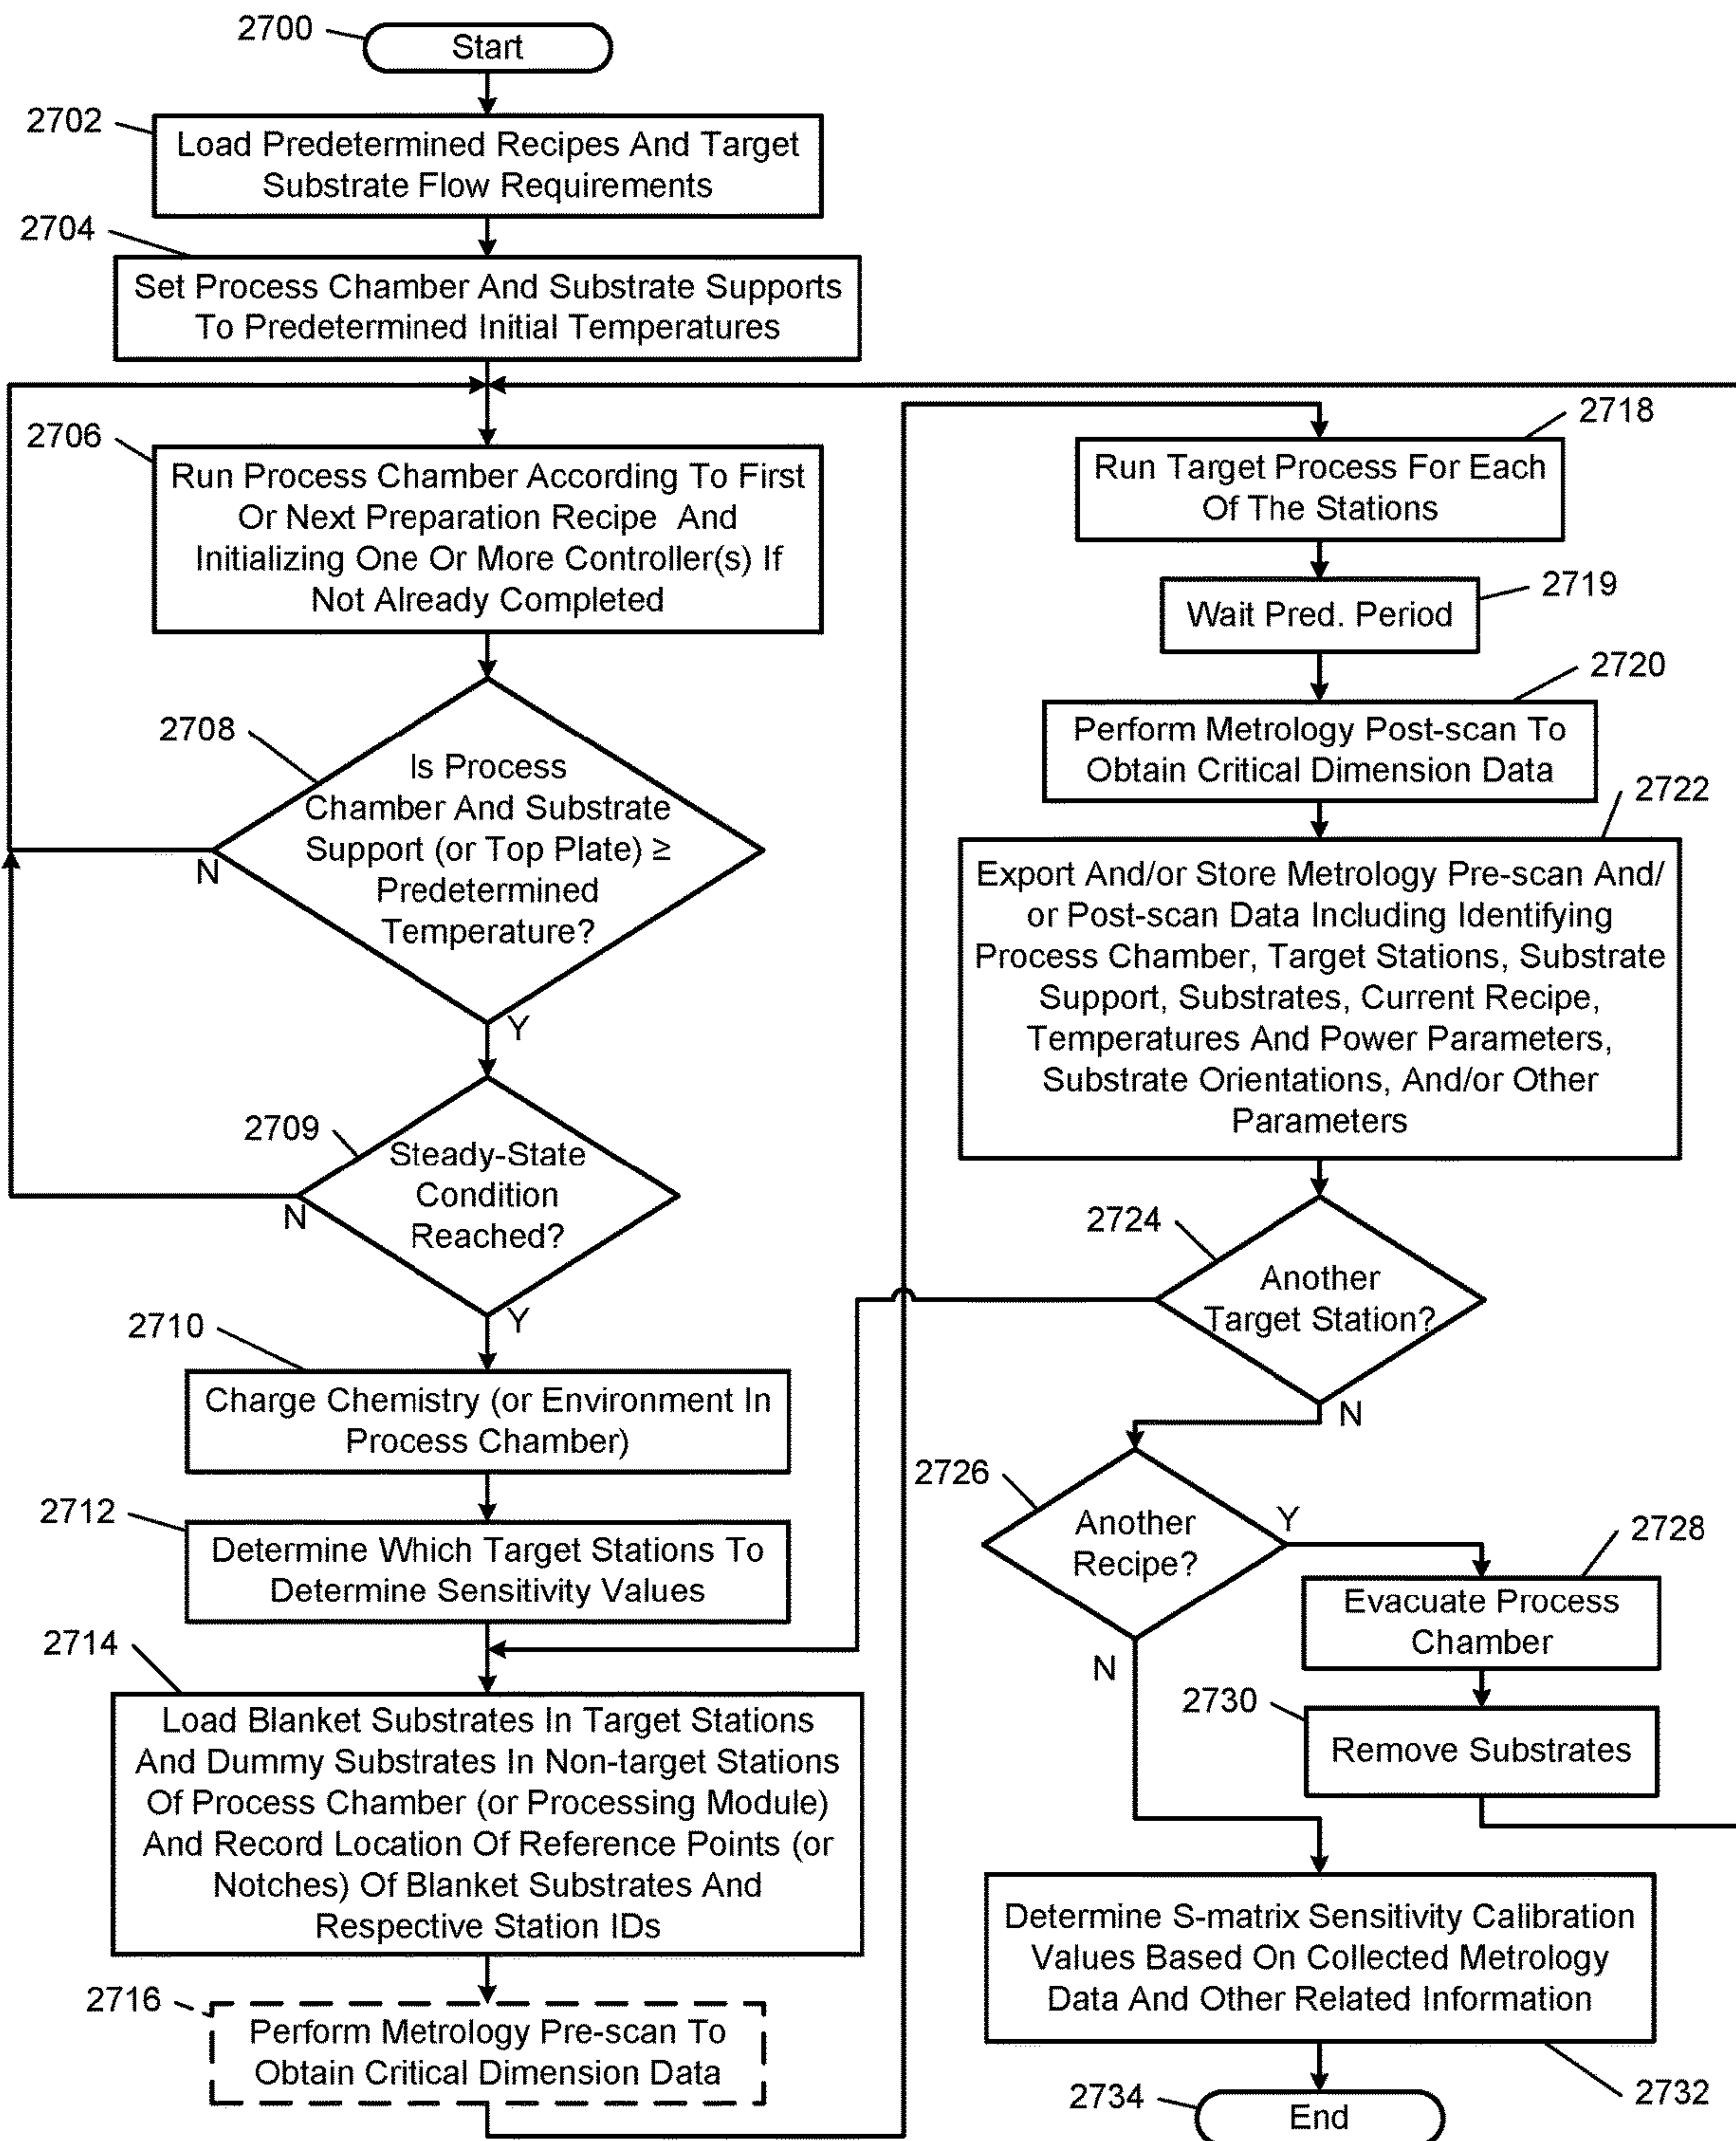 2700
Start
2702
Load Predetermined Recipes And Target
Substrate Flow Requirements
2704
Set Process Chamber And Substrate Supports
To Predetermined Initial Temperatures
2706
Run Process Chamber According To First
Or Next Preparation Recipe And
Initializing One Or More Controller(s) If
Not Already Completed
2708
Is Process
Chamber And Substrate
Support (or Top Plate) ≥
Predetermined
Temperature?
N
Y
2709
Steady-State
Condition
Reached?
N
Y
2710
Charge Chemistry (or Environment In
Process Chamber)
2712
Determine Which Target Stations To
Determine Sensitivity Values
2714
Load Blanket Substrates In Target Stations
And Dummy Substrates In Non-target Stations
Of Process Chamber (or Processing Module)
And Record Location Of Reference Points (or
Notches) Of Blanket Substrates And
Respective Station IDs
2716
Perform Metrology Pre-scan To
Obtain Critical Dimension Data
2718
Run Target Process For Each
Of The Stations
2719
Wait Pred. Period
2720
Perform Metrology Post-scan To
Obtain Critical Dimension Data
2722
Export And/or Store Metrology Pre-scan And/
or Post-scan Data Including Identifying
Process Chamber, Target Stations, Substrate
Support, Substrates, Current Recipe,
Temperatures And Power Parameters,
Substrate Orientations, And/or Other
Parameters
2724
Another
Target Station?
N
2726
Another
Recipe?
Y
N
2728
Evacuate Process
Chamber
2730
Remove Substrates
Determine S-matrix Sensitivity Calibration
Values Based On Collected Metrology
Data And Other Related Information
2732
2734
End